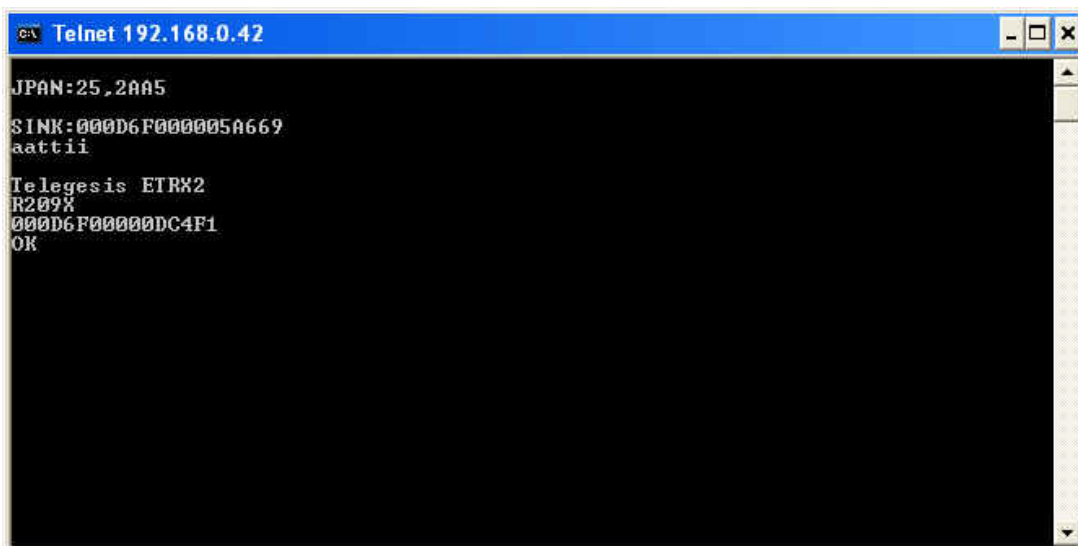 Telnet 192.168.0.42
JPAN:25,2AA5
SINK:000D6F000005A669
aattii
Telegesis ETRX2
R209X
000D6F00000DC4F1
OK